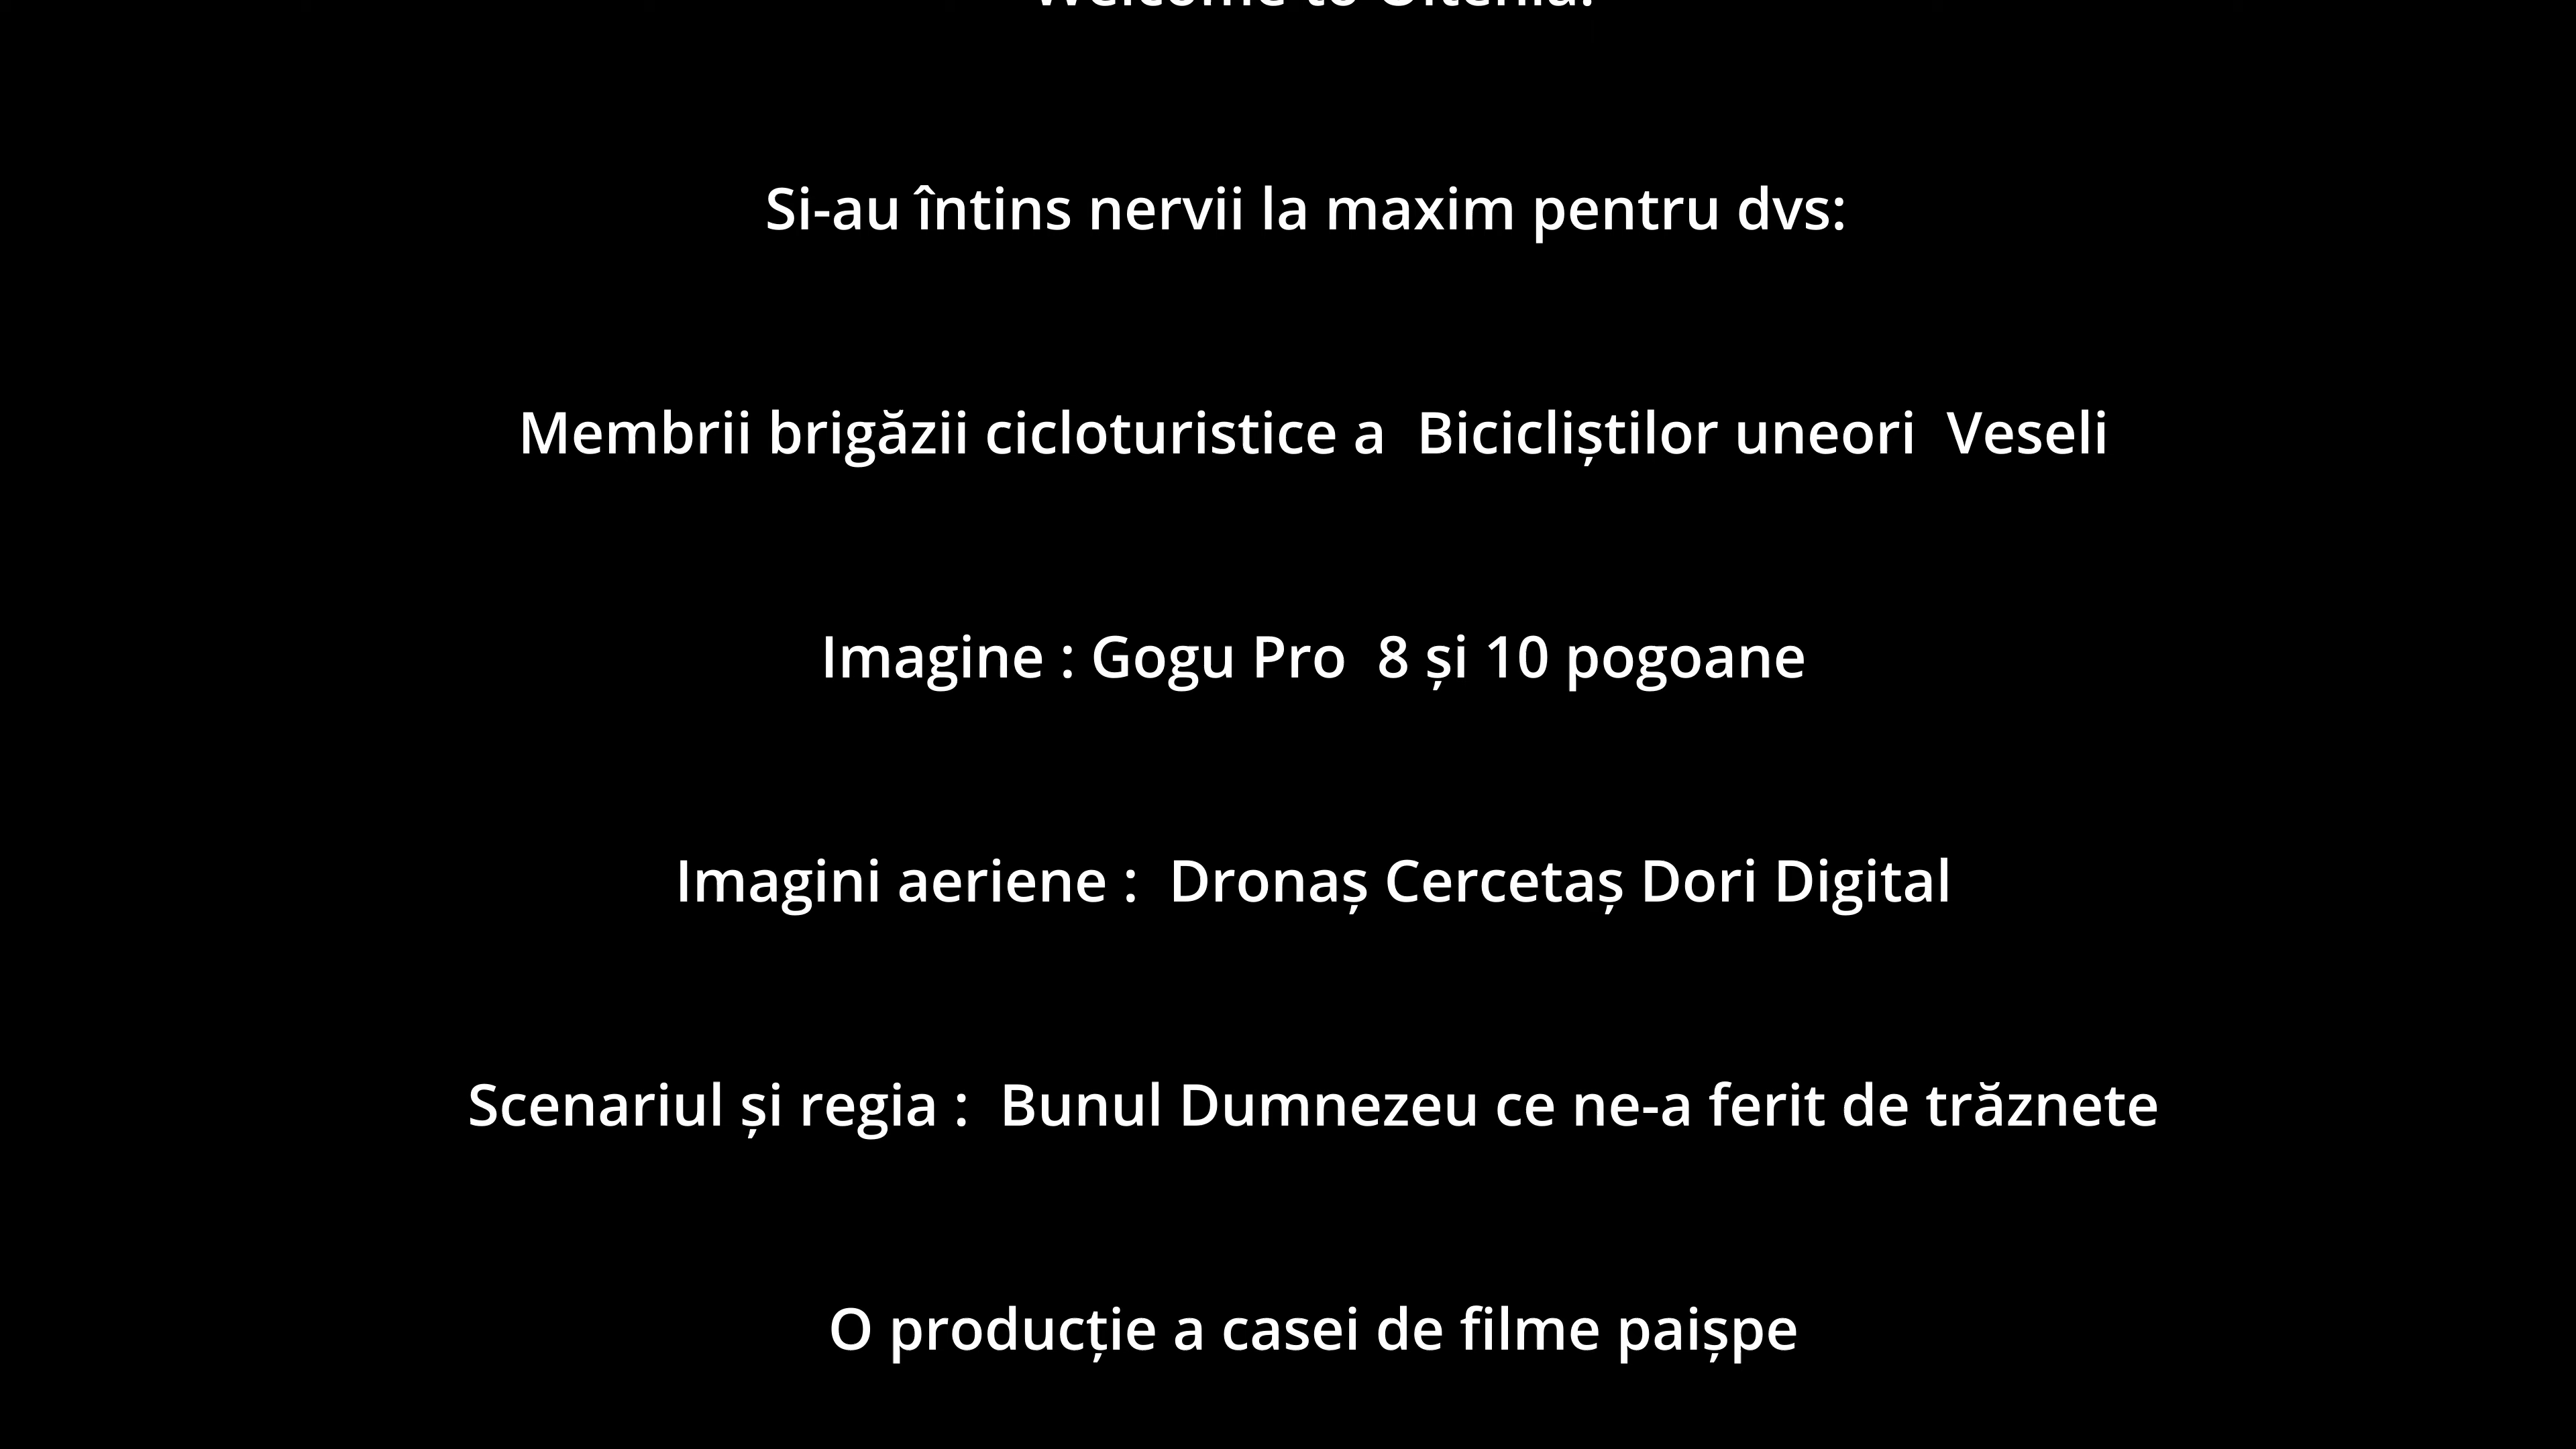 Welcome to Oltenia!
Si-au întins nervii la maxim pentru dvs:
Membrii brigăzii cicloturistice a  Bicicliștilor uneori  Veseli
Imagine : Gogu Pro  8 și 10 pogoane
Imagini aeriene :  Dronaș Cercetaș Dori Digital
Scenariul și regia :  Bunul Dumnezeu ce ne-a ferit de trăznete
O producție a casei de filme paișpe